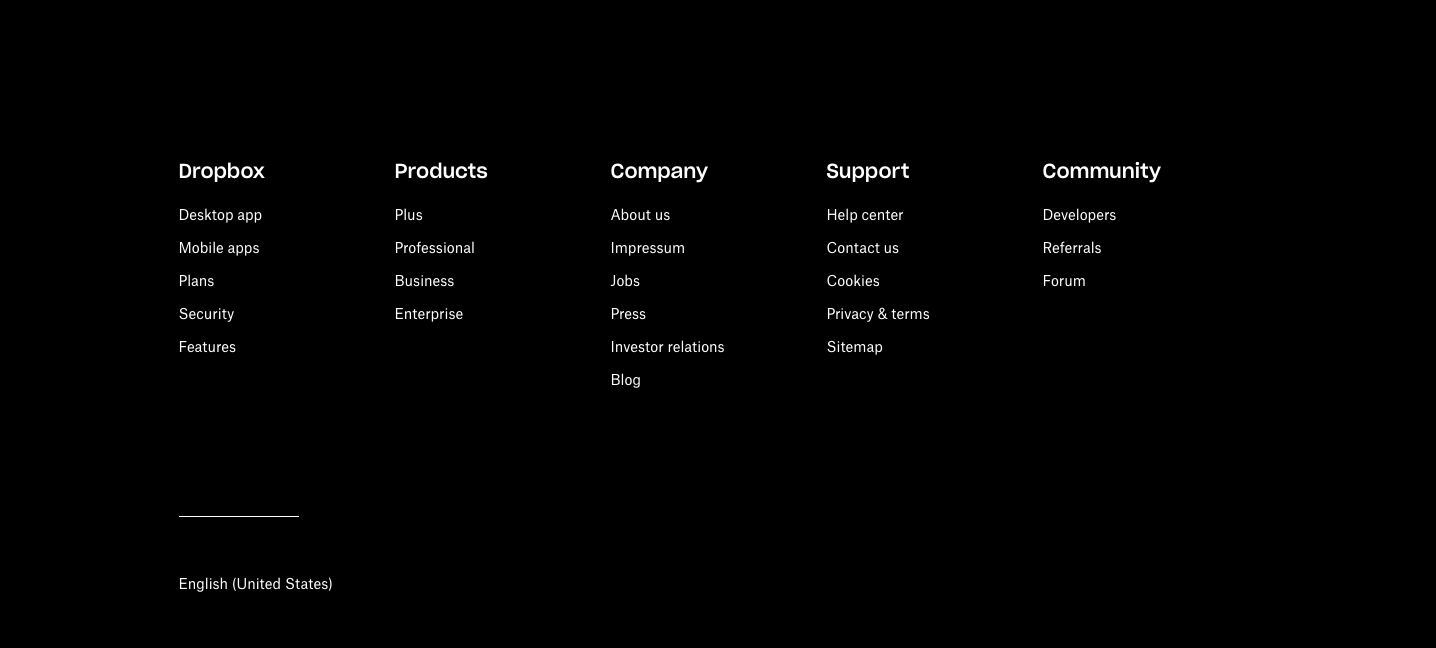 Dropbox
Desktop app
Mobile apps
Plans
Security
Features
Products
Plus
Professional
Business
Enterprise
Company
About us
Impressum
Jobs
Press
Investor relations
Blog
Support
Help center
Contact us
Cookies
Privacy & terms
Sitemap
Community
Developers
Referrals
Forum
English (United States)